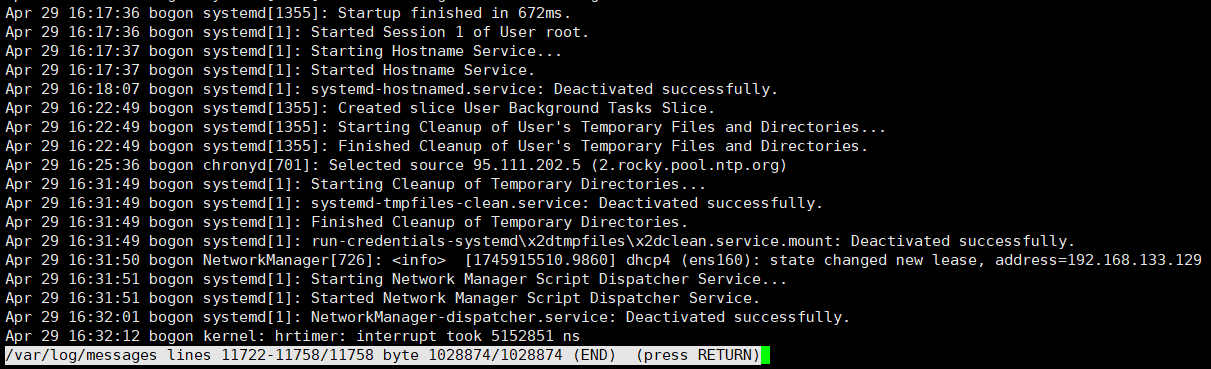 Apr 29 16:17:36 bogon systemd[1355]: Startup finished in 672ms.
Apr 29 16:17:36 bogon systemd[1]: Started Session 1 of User root.
Apr 29 16:17:37 bogon systemd[1]: Starting Hostname Service...
Apr 29 16:17:37 bogon systemd[1]: Started Hostname Service.
Apr 29 16:18:07 bogon systemd[1]: systemd-hostnamed.service: Deactivated successfully.
Apr 29 16:22:49 bogon systemd[1355]: Created slice User Background Tasks Slice.
Apr 29 16:22:49 bogon systemd[1355]: Starting Cleanup of User's Temporary Files and Directories...
Apr 29 16:22:49 bogon systemd[1355]: Finished Cleanup of User's Temporary Files and Directories.
Apr 29 16:25:36 bogon chronyd[701]: Selected source 95.111.202.5 (2.rocky.pool.ntp.org)
Apr 29 16:31:49 bogon systemd[1]: Starting Cleanup of Temporary Directories...
Apr 29 16:31:49 bogon systemd[1]: systemd-tmpfiles-clean.service: Deactivated successfully.
Apr 29 16:31:49 bogon systemd[1]: Finished Cleanup of Temporary Directories.
Apr 29 16:31:49 bogon systemd[1]: run-credentials-systemd\x2dtmpfiles\x2dclean.service.mount: Deactivated successfully.
Apr 29 16:31:50 bogon NetworkManager[726]: <info>  [1745915510.9860] dhcp4 (ens160): state changed new lease, address=192.168.133.129
Apr 29 16:31:51 bogon systemd[1]: Starting Network Manager Script Dispatcher Service...
Apr 29 16:31:51 bogon systemd[1]: Started Network Manager Script Dispatcher Service.
Apr 29 16:32:01 bogon systemd[1]: NetworkManager-dispatcher.service: Deactivated successfully.
Apr 29 16:32:12 bogon kernel: hrtimer: interrupt took 5152851 ns
/var/log/messages lines 11722-11758/11758 byte 1028874/1028874 (END)  (press RETURN)